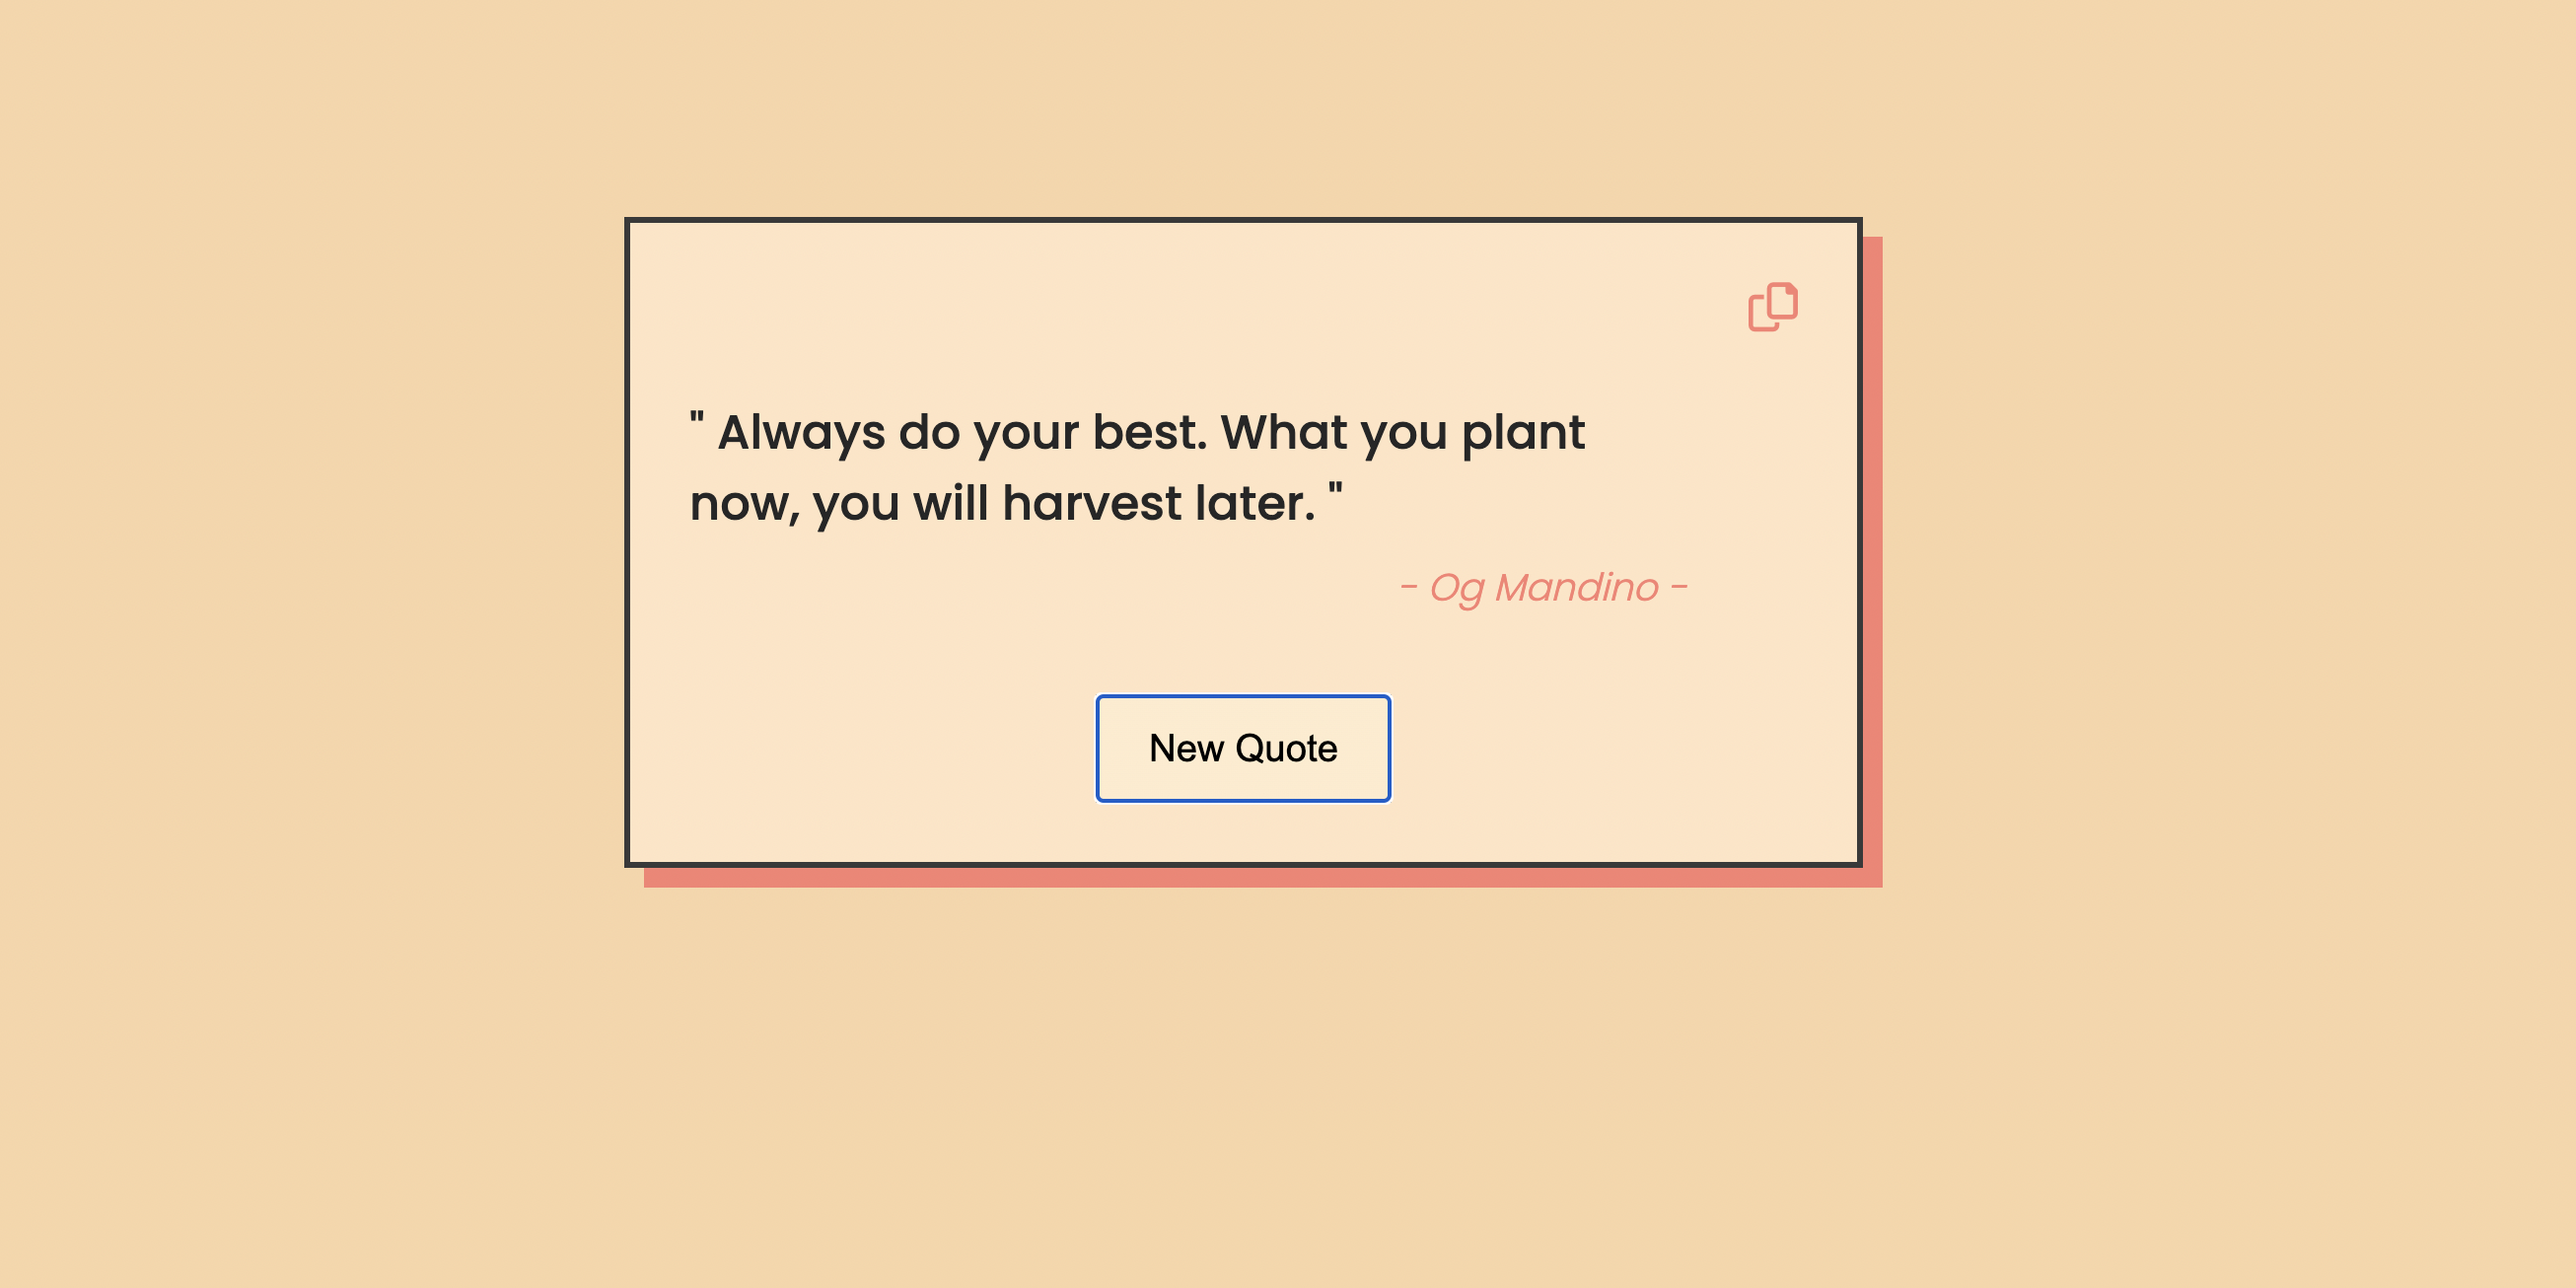 " Always do your best. What you plant
now, you will harvest later. "
- Og Mandino -
New Quote